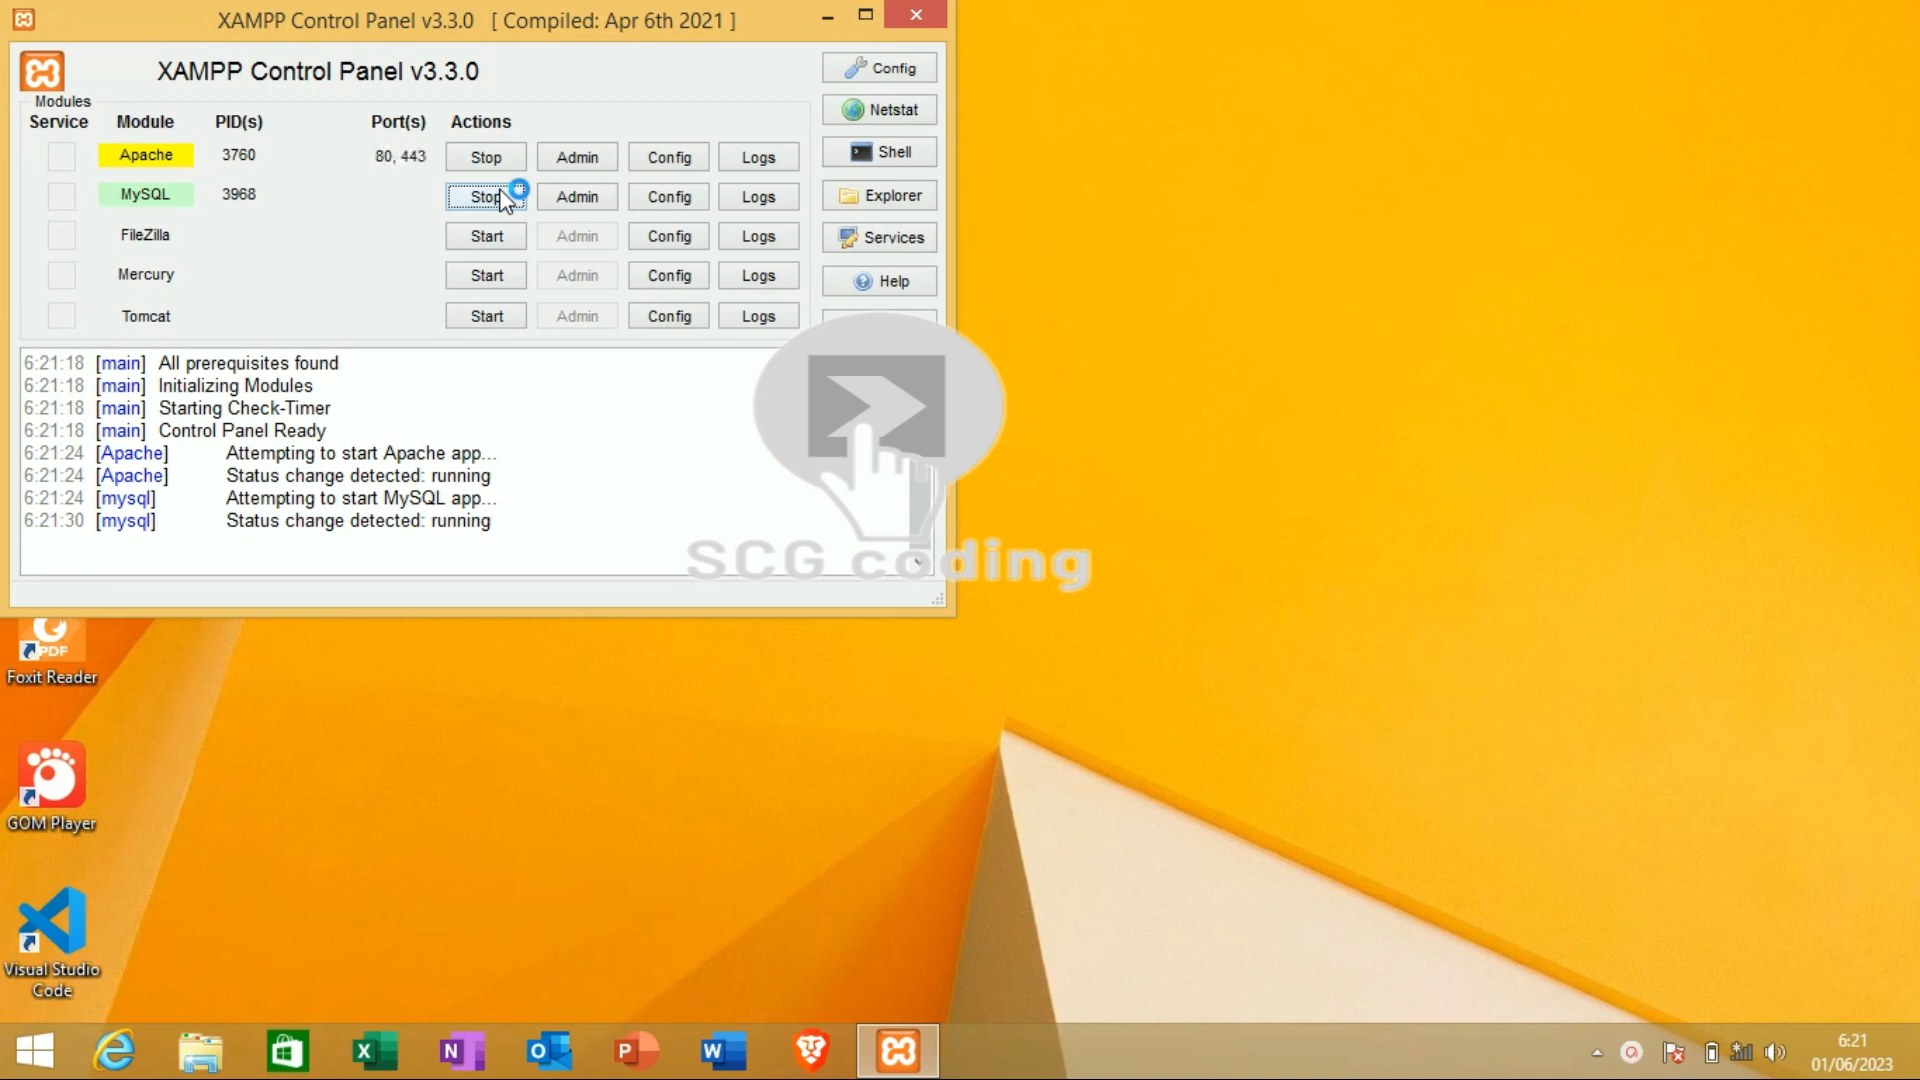 XAMPP Control Panel v3.3.0 [ Compiled: Apr 6th 2021 ]
XAMPP Control Panel v3.3.0
Config
Modules
Service Module PID(s) Port(s) Actions
Netstat
Apache 3760 80, 443 Stop Admin Config Logs
Shell
MySQL 3968 Stop Admin Config Logs
Explorer
FileZilla Start Admin Config Logs
Services
Mercury Start Admin Config Logs
Help
Tomcat Start Admin Config Logs
6:21:18 [main] All prerequisites found
6:21:18 [main] Initializing Modules
6:21:18 [main] Starting Check-Timer
6:21:18 [main] Control Panel Ready
6:21:24 [Apache] Attempting to start Apache app...
6:21:24 [Apache] Status change detected: running
6:21:24 [mysql] Attempting to start MySQL app...
6:21:30 [mysql] Status change detected: running
SCG coding
PDF
Foxit Reader
GOM Player
Visual Studio
Code
6:21
01/06/2023